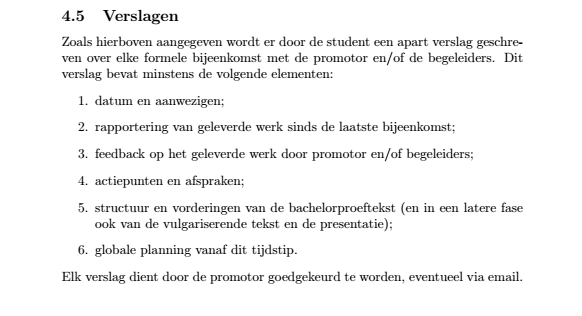 4.5 Verslagen
Zoals hierboven aangegeven wordt er door de student een apart verslag geschre-
ven over elke formele bijeenkomst met de promotor en/of de begeleiders. Dit
verslag bevat minstens de volgende elementen:
1. datum en aanwezigen;
2. rapportering van geleverde werk sinds de laatste bijeenkomst;
3. feedback op het geleverde werk door promotor en/of begeleiders;
4. actiepunten en afspraken;
5. structuur en vorderingen van de bachelorproeftekst (en in een latere fase
ook van de vulgariserende tekst en de presentatie);
6. globale planning vanaf dit tijdstip.
Elk verslag dient door de promotor goedgekeurd te worden, eventueel via email.